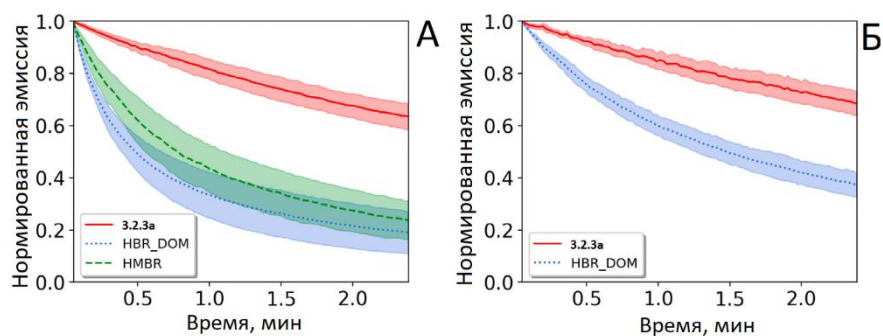 А
Нормированная эмиссия
1.0
0.8
0.6
0.4
0.2
0.0
3.2.3а
HBR_DOM
HMBR
0.5
1.0
1.5
2.0
Время, мин
Б
Нормированная эмиссия
1.0
0.8
0.6
0.4
0.2
0.0
3.2.3а
HBR_DOM
0.5
1.0
1.5
2.0
Время, мин